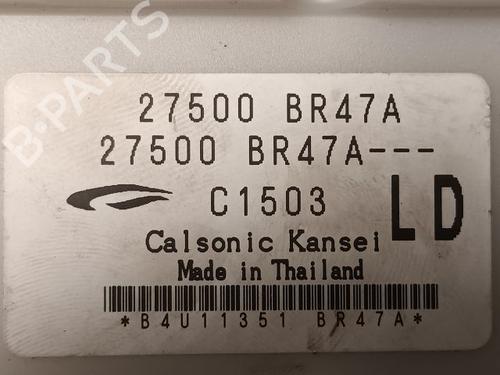 B-PARTS
27500 BR47A
27500 BR47A---
C1503
LD
Calsonic Kansei
Made in Thailand
*B4U11351 BR47A*